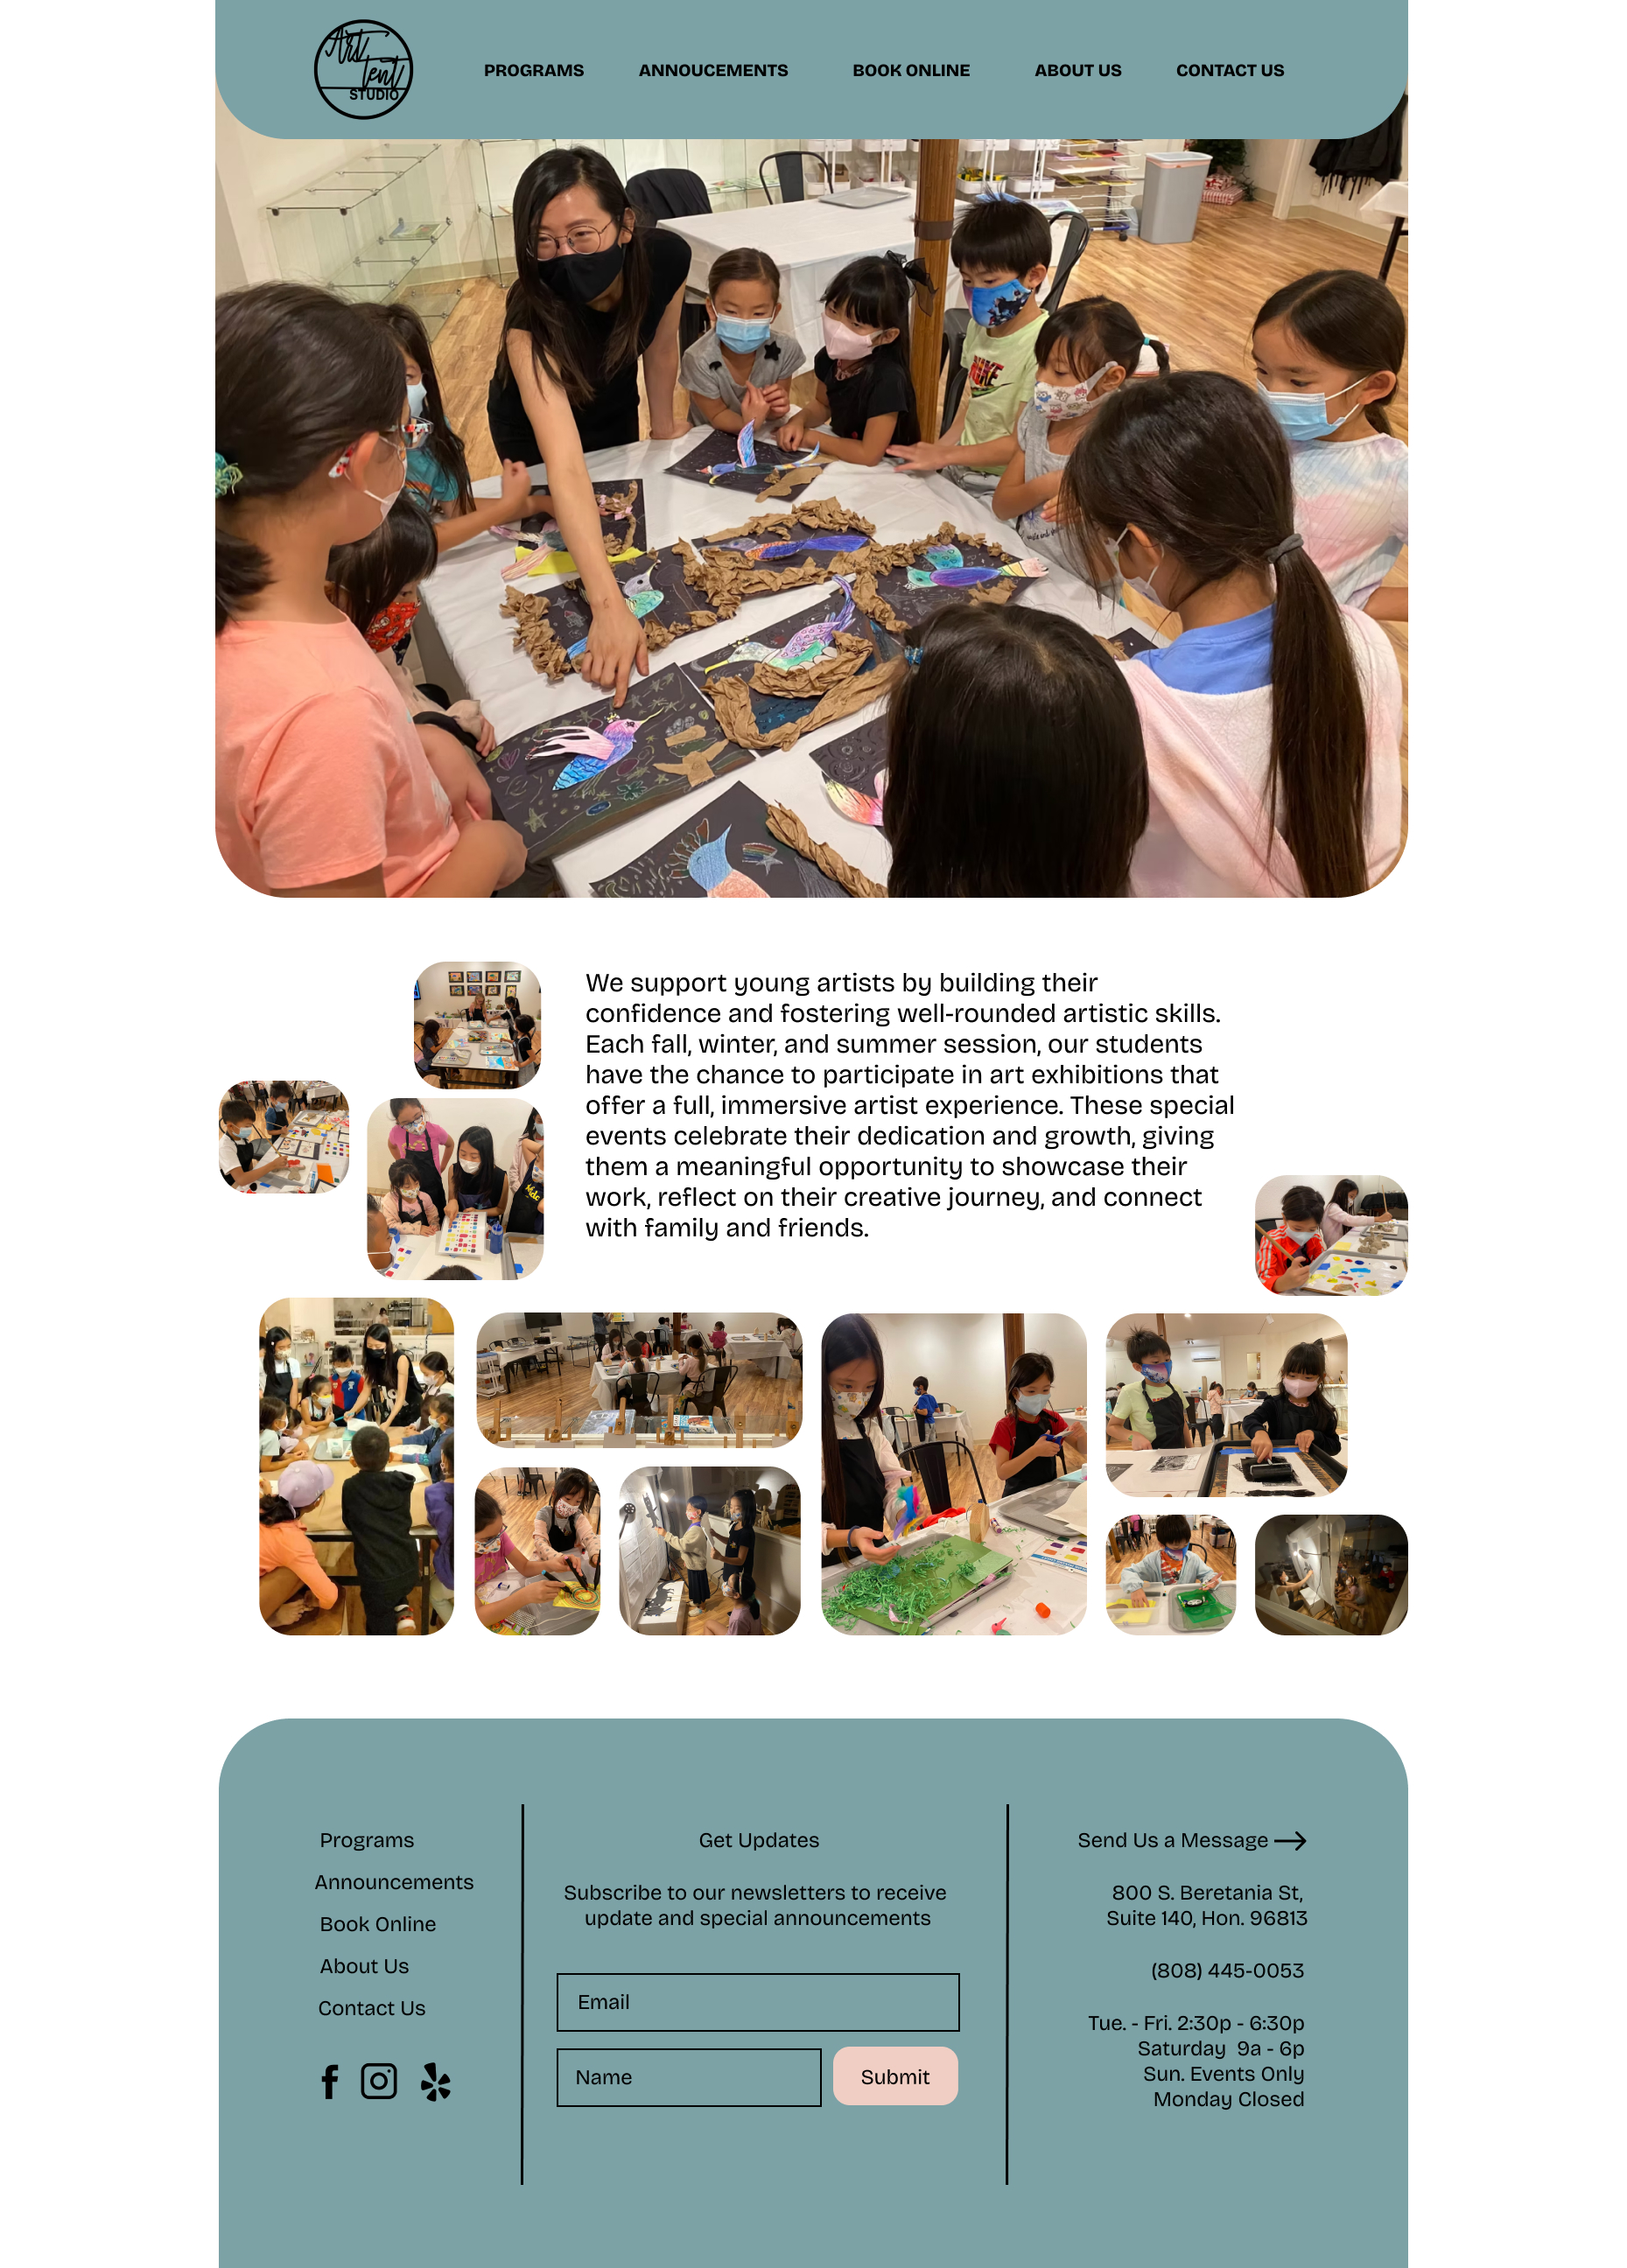 Art
Tent
STUDIO
PROGRAMS
ANNOUCEMENTS
BOOK ONLINE
ABOUT US
CONTACT US
We support young artists by building their
confidence and fostering well-rounded artistic skills.
Each fall, winter, and summer session, our students
have the chance to participate in art exhibitions that
offer a full, immersive artist experience. These special
events celebrate their dedication and growth, giving
them a meaningful opportunity to showcase their
work, reflect on their creative journey, and connect
with family and friends.
Programs
Announcements
Book Online
About Us
Contact Us
Get Updates
Subscribe to our newsletters to receive
update and special announcements
Email
Name
Submit
Send Us a Message
800 S. Beretania St,
Suite 140, Hon. 96813
(808) 445-0053
Tue. - Fri. 2:30p - 6:30p
Saturday  9a - 6p
Sun. Events Only
Monday Closed